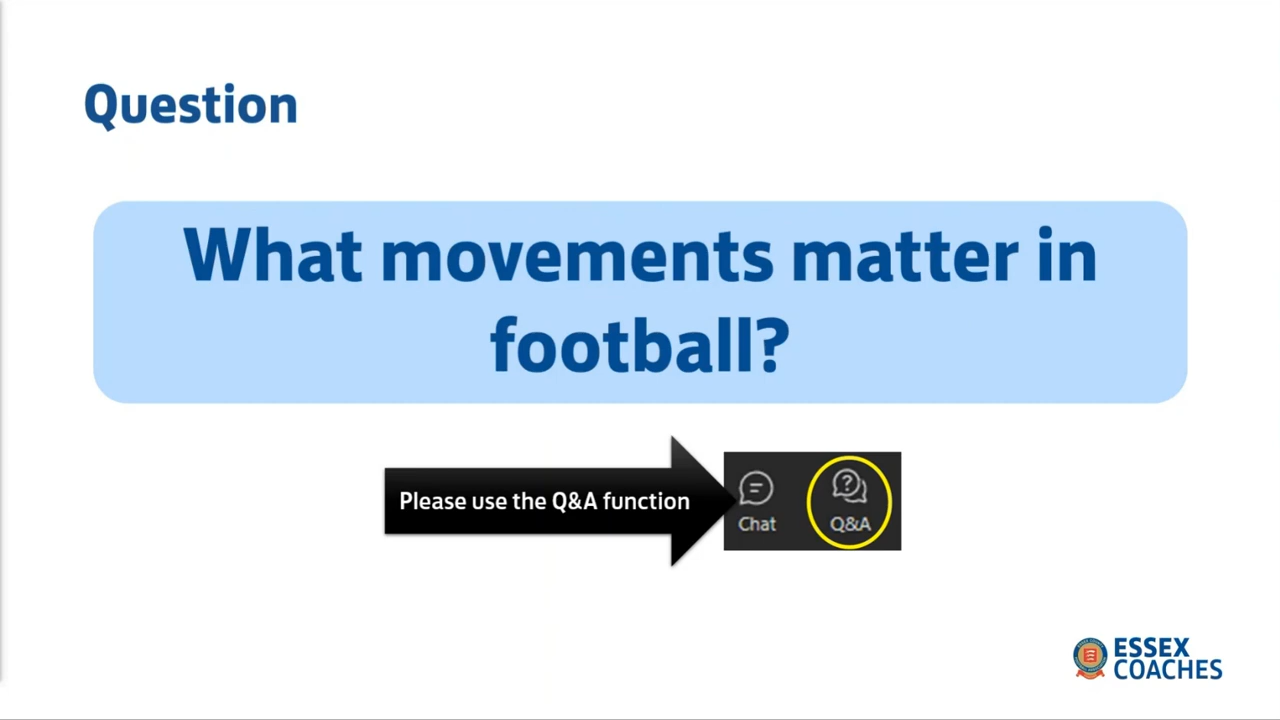 Question
What movements matter in
football?
Please use the Q&A function
Chat
Q&A
ESSEX
COACHES